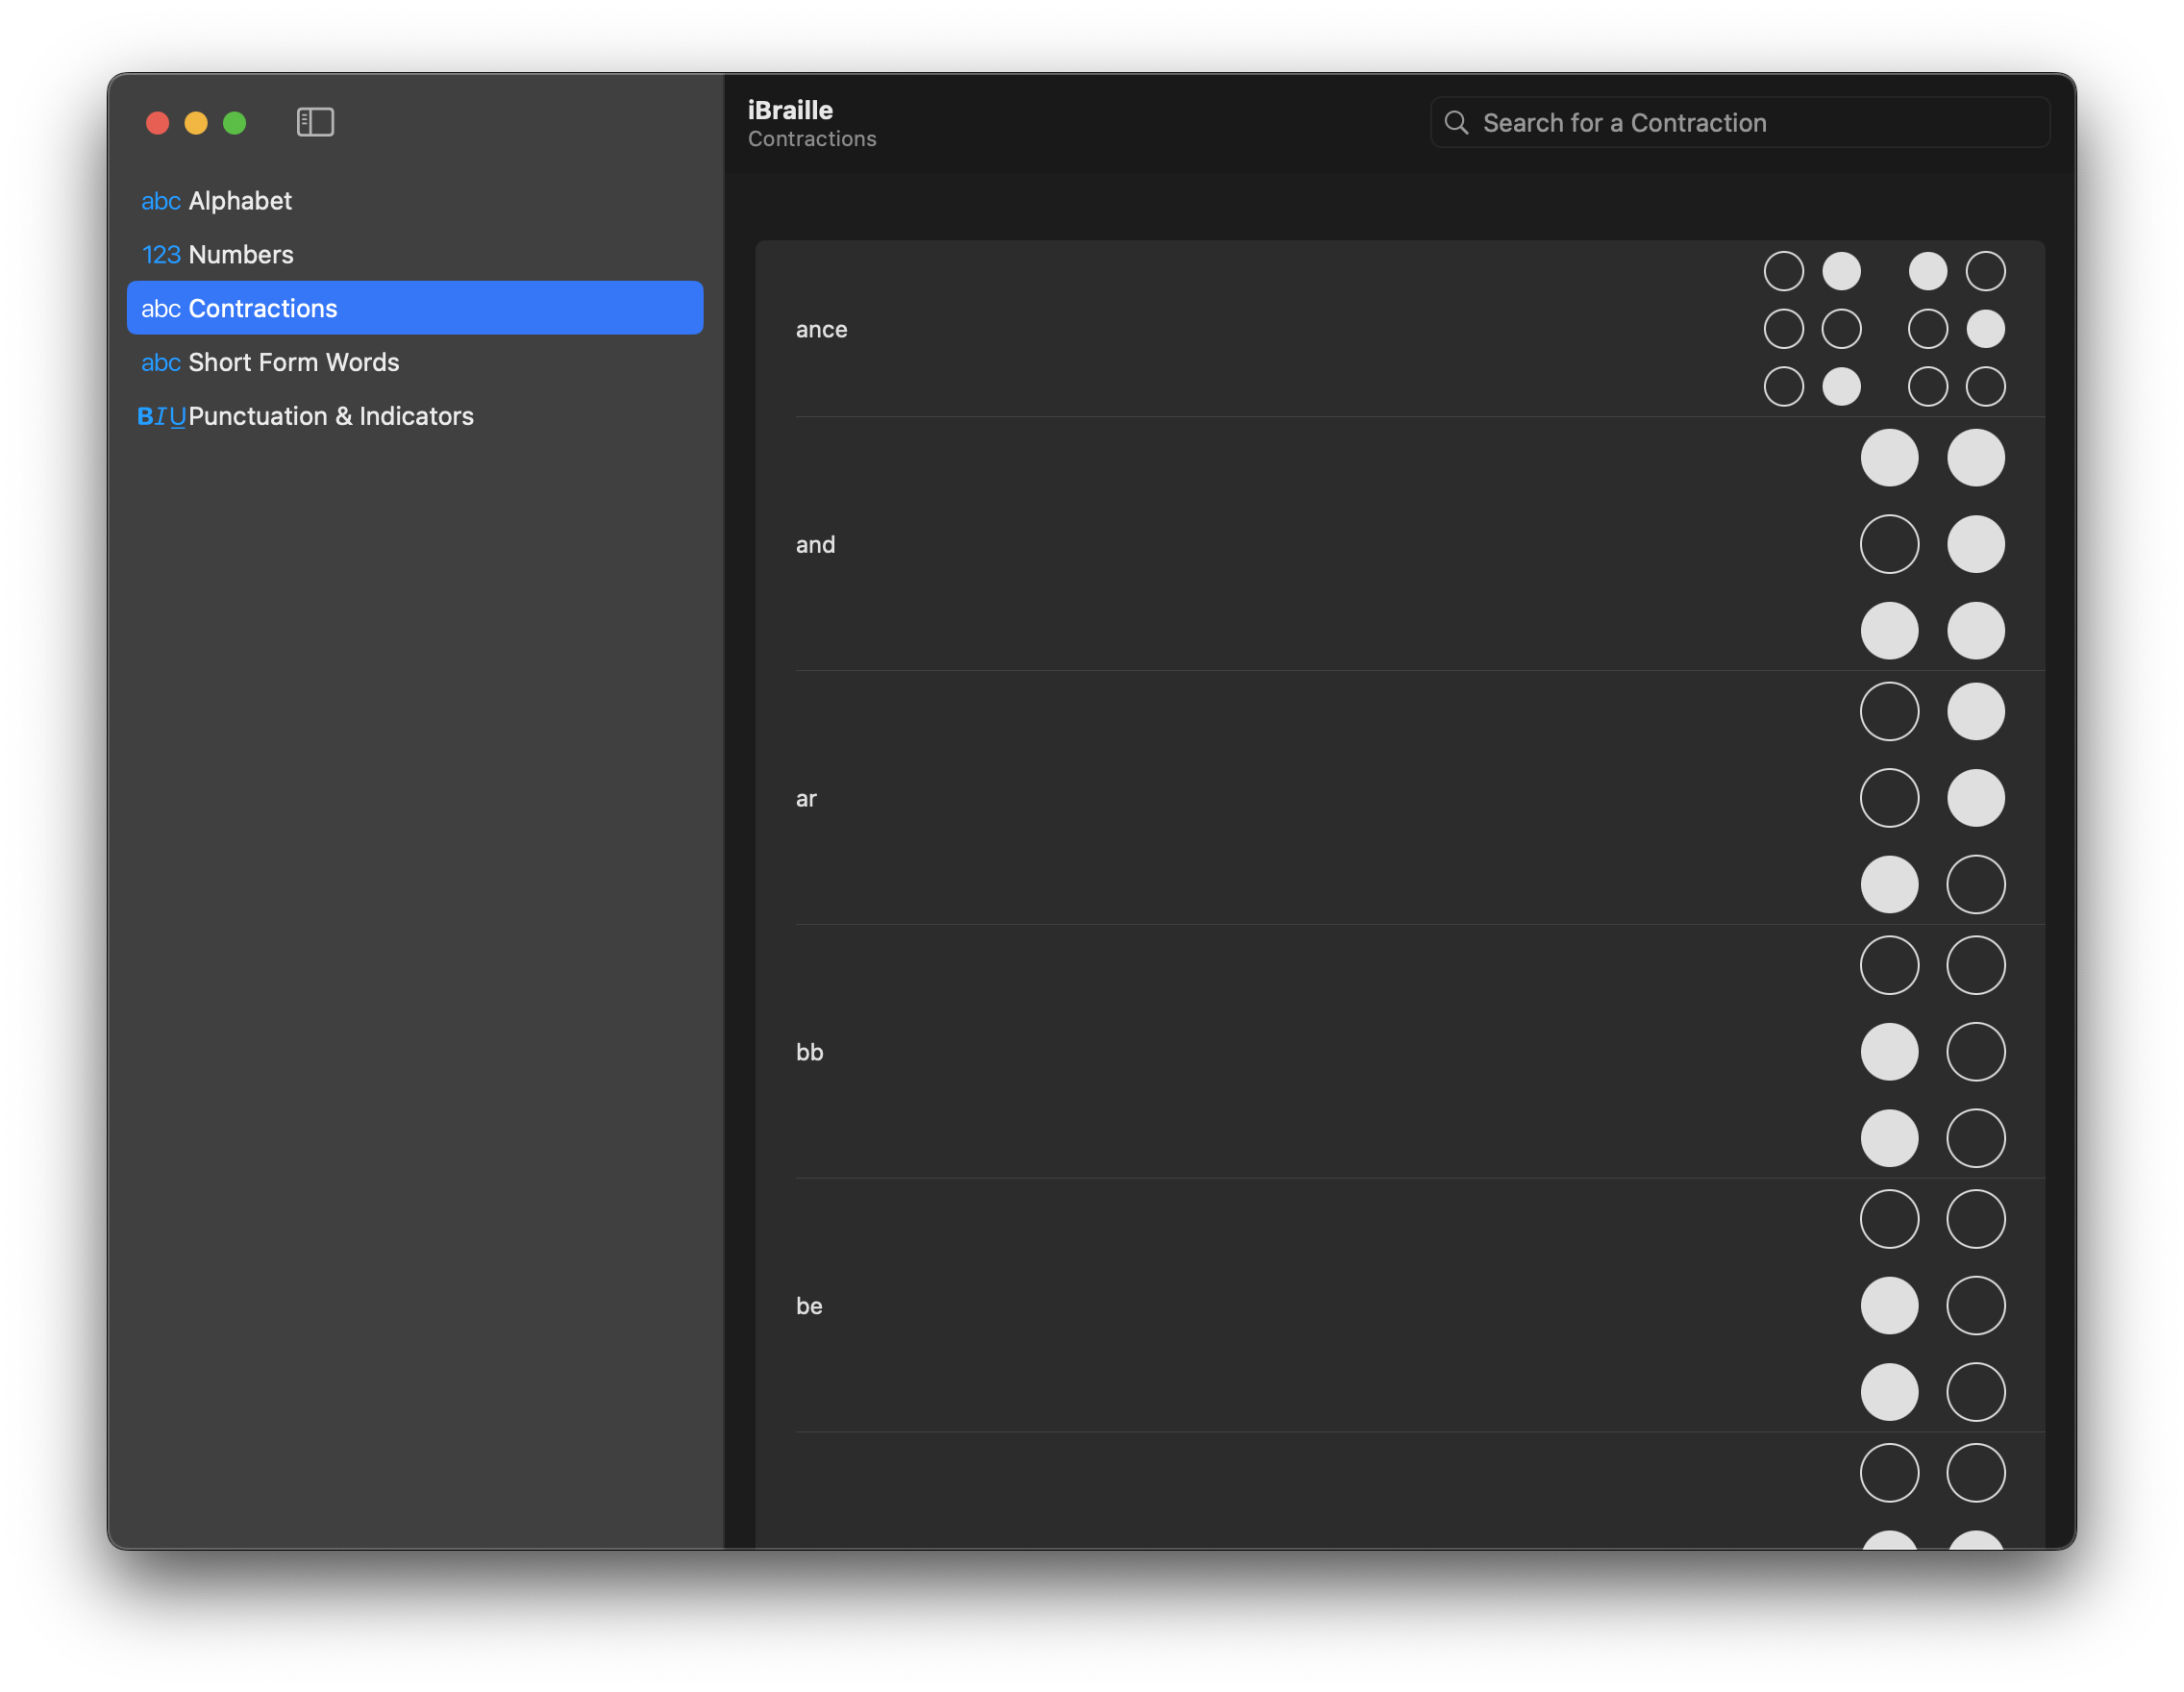 abc Alphabet
123 Numbers
abc Contractions
abc Short Form Words
BIU Punctuation & Indicators
iBraille
Contractions
Search for a Contraction
ance
and
ar
bb
be